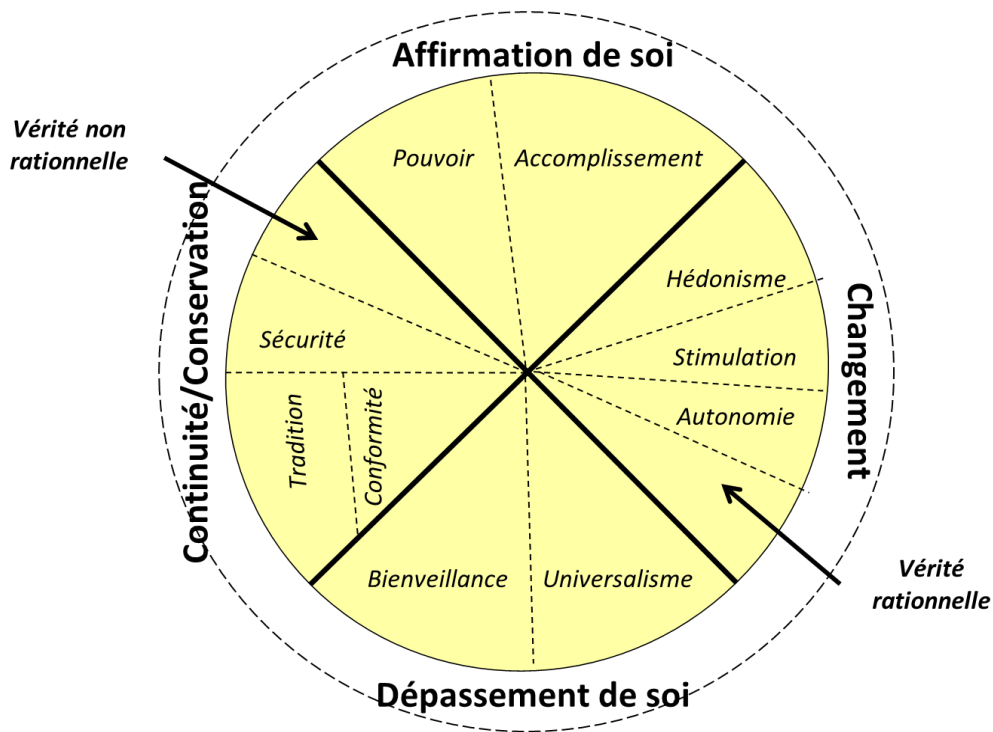 Affirmation de soi
Vérité non
rationnelle
Pouvoir
Accomplissement
Hédonisme
Continuité/Conservation
Sécurité
Stimulation
Changement
Autonomie
Tradition
Conformité
Bienveillance
Universalisme
Vérité
rationnelle
Dépassement de soi